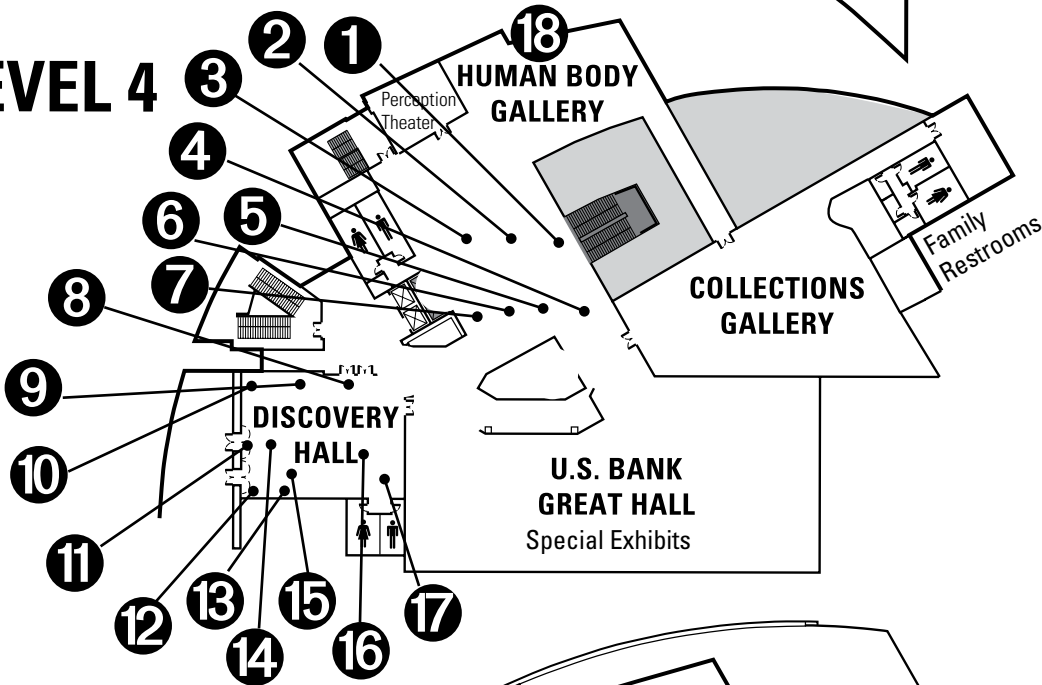 EVEL 4
1
2
3
4
5
6
7
8
9
10
11
12
13
14
15
16
17
18
HUMAN BODY
GALLERY
Perception
Theater
COLLECTIONS
GALLERY
Family
Restrooms
DISCOVERY
HALL
U.S. BANK
GREAT HALL
Special Exhibits